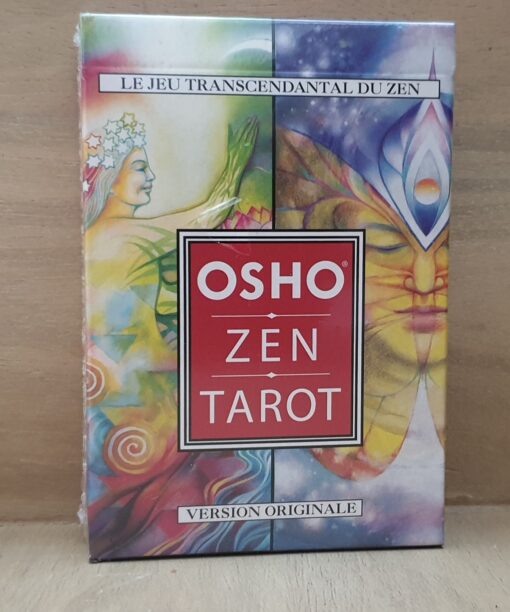 LE JEU TRANSCENDANTAL DU ZEN
OSHO®
ZEN
TAROT
VERSION ORIGINALE